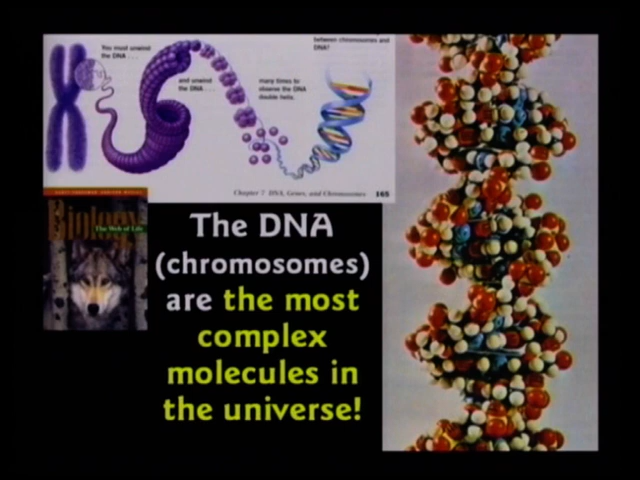 You must unwind
the DNA . . .
and unwind
the DNA . . .
many times to
observe the DNA
double helix.
between chromosomes and
DNA?
Chapter 7 DNA, Genes, and Chromosomes 165
Biology
The Web of Life
The DNA
(chromosomes)
are the most
complex
molecules in
the universe!